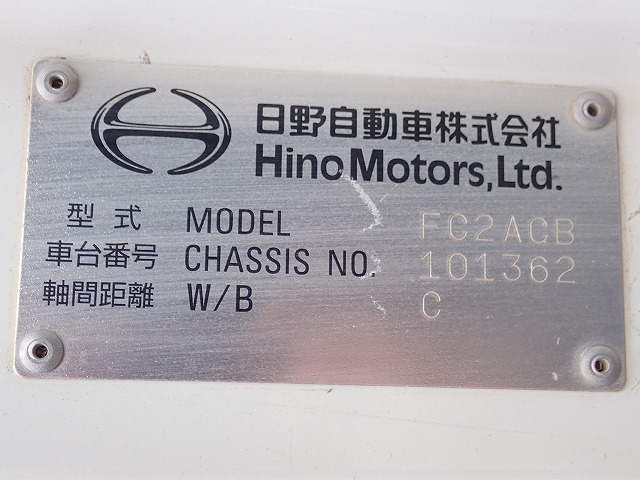 日野自動車株式会社
Hino Motors, Ltd.
型式 MODEL FC2ACB
車台番号 CHASSIS NO. 101362
軸間距離 W/B C